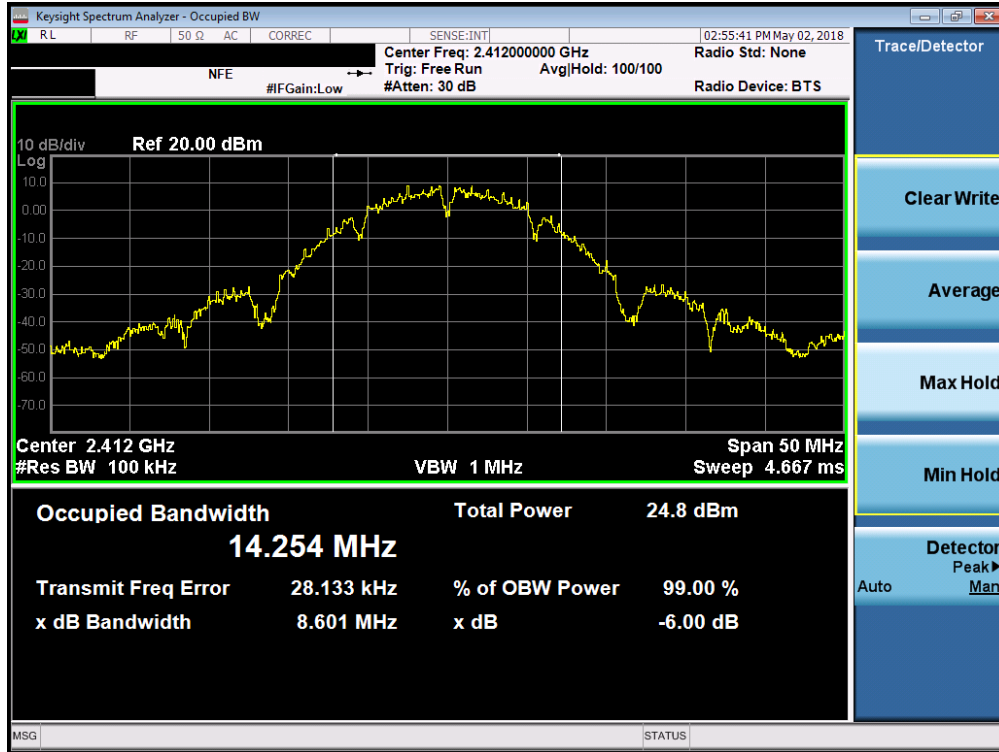 Keysight Spectrum Analyzer - Occupied BW
LXI RL RF 50 Ω AC CORREC SENSE:INT 02:55:41 PM May 02, 2018
Center Freq: 2.412000000 GHz Radio Std: None
NFE Trig: Free Run Avg|Hold: 100/100
#IFGain:Low #Atten: 30 dB Radio Device: BTS
Trace/Detector
10 dB/div Ref 20.00 dBm
Log
10.0
0.00
-10.0
-20.0
-30.0
-40.0
-50.0
-60.0
-70.0
Center 2.412 GHz Span 50 MHz
#Res BW 100 kHz VBW 1 MHz Sweep 4.667 ms
Occupied Bandwidth Total Power 24.8 dBm
14.254 MHz
Transmit Freq Error 28.133 kHz % of OBW Power 99.00 %
x dB Bandwidth 8.601 MHz x dB -6.00 dB
Clear Write
Average
Max Hold
Min Hold
Detector
Peak▶
Auto Man
MSG STATUS